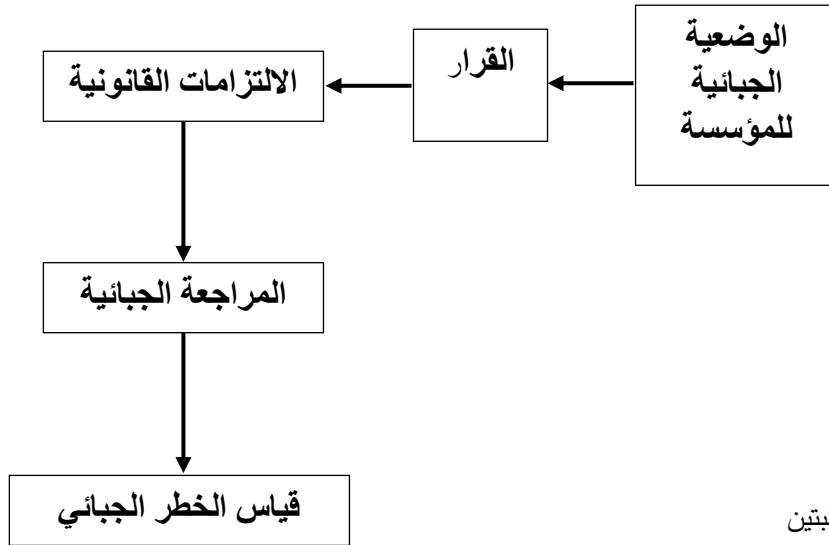 الوضعية
الجبائية
للمؤسسة
القرار
الالتزامات القانونية
المراجعة الجبائية
قياس الخطر الجبائي